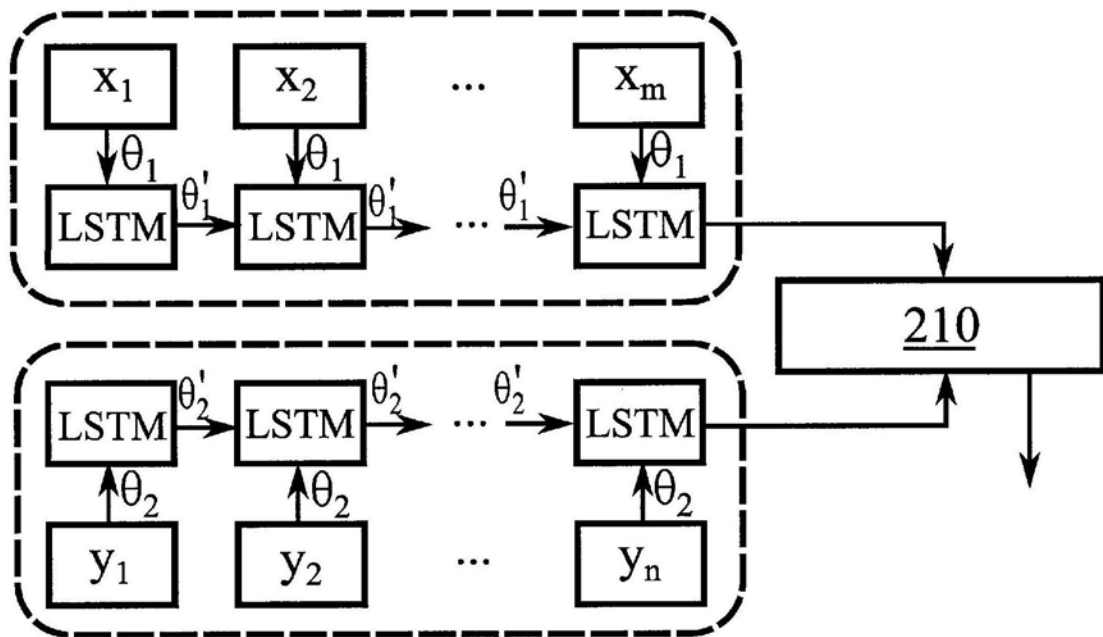 x₁ x₂ ... xₘ
θ₁ θ₁ θ₁
θ'₁ θ'₁ θ'₁
LSTM LSTM ... LSTM
210
θ'₂ θ'₂ θ'₂
LSTM LSTM ... LSTM
θ₂ θ₂ θ₂
y₁ y₂ ... yₙ